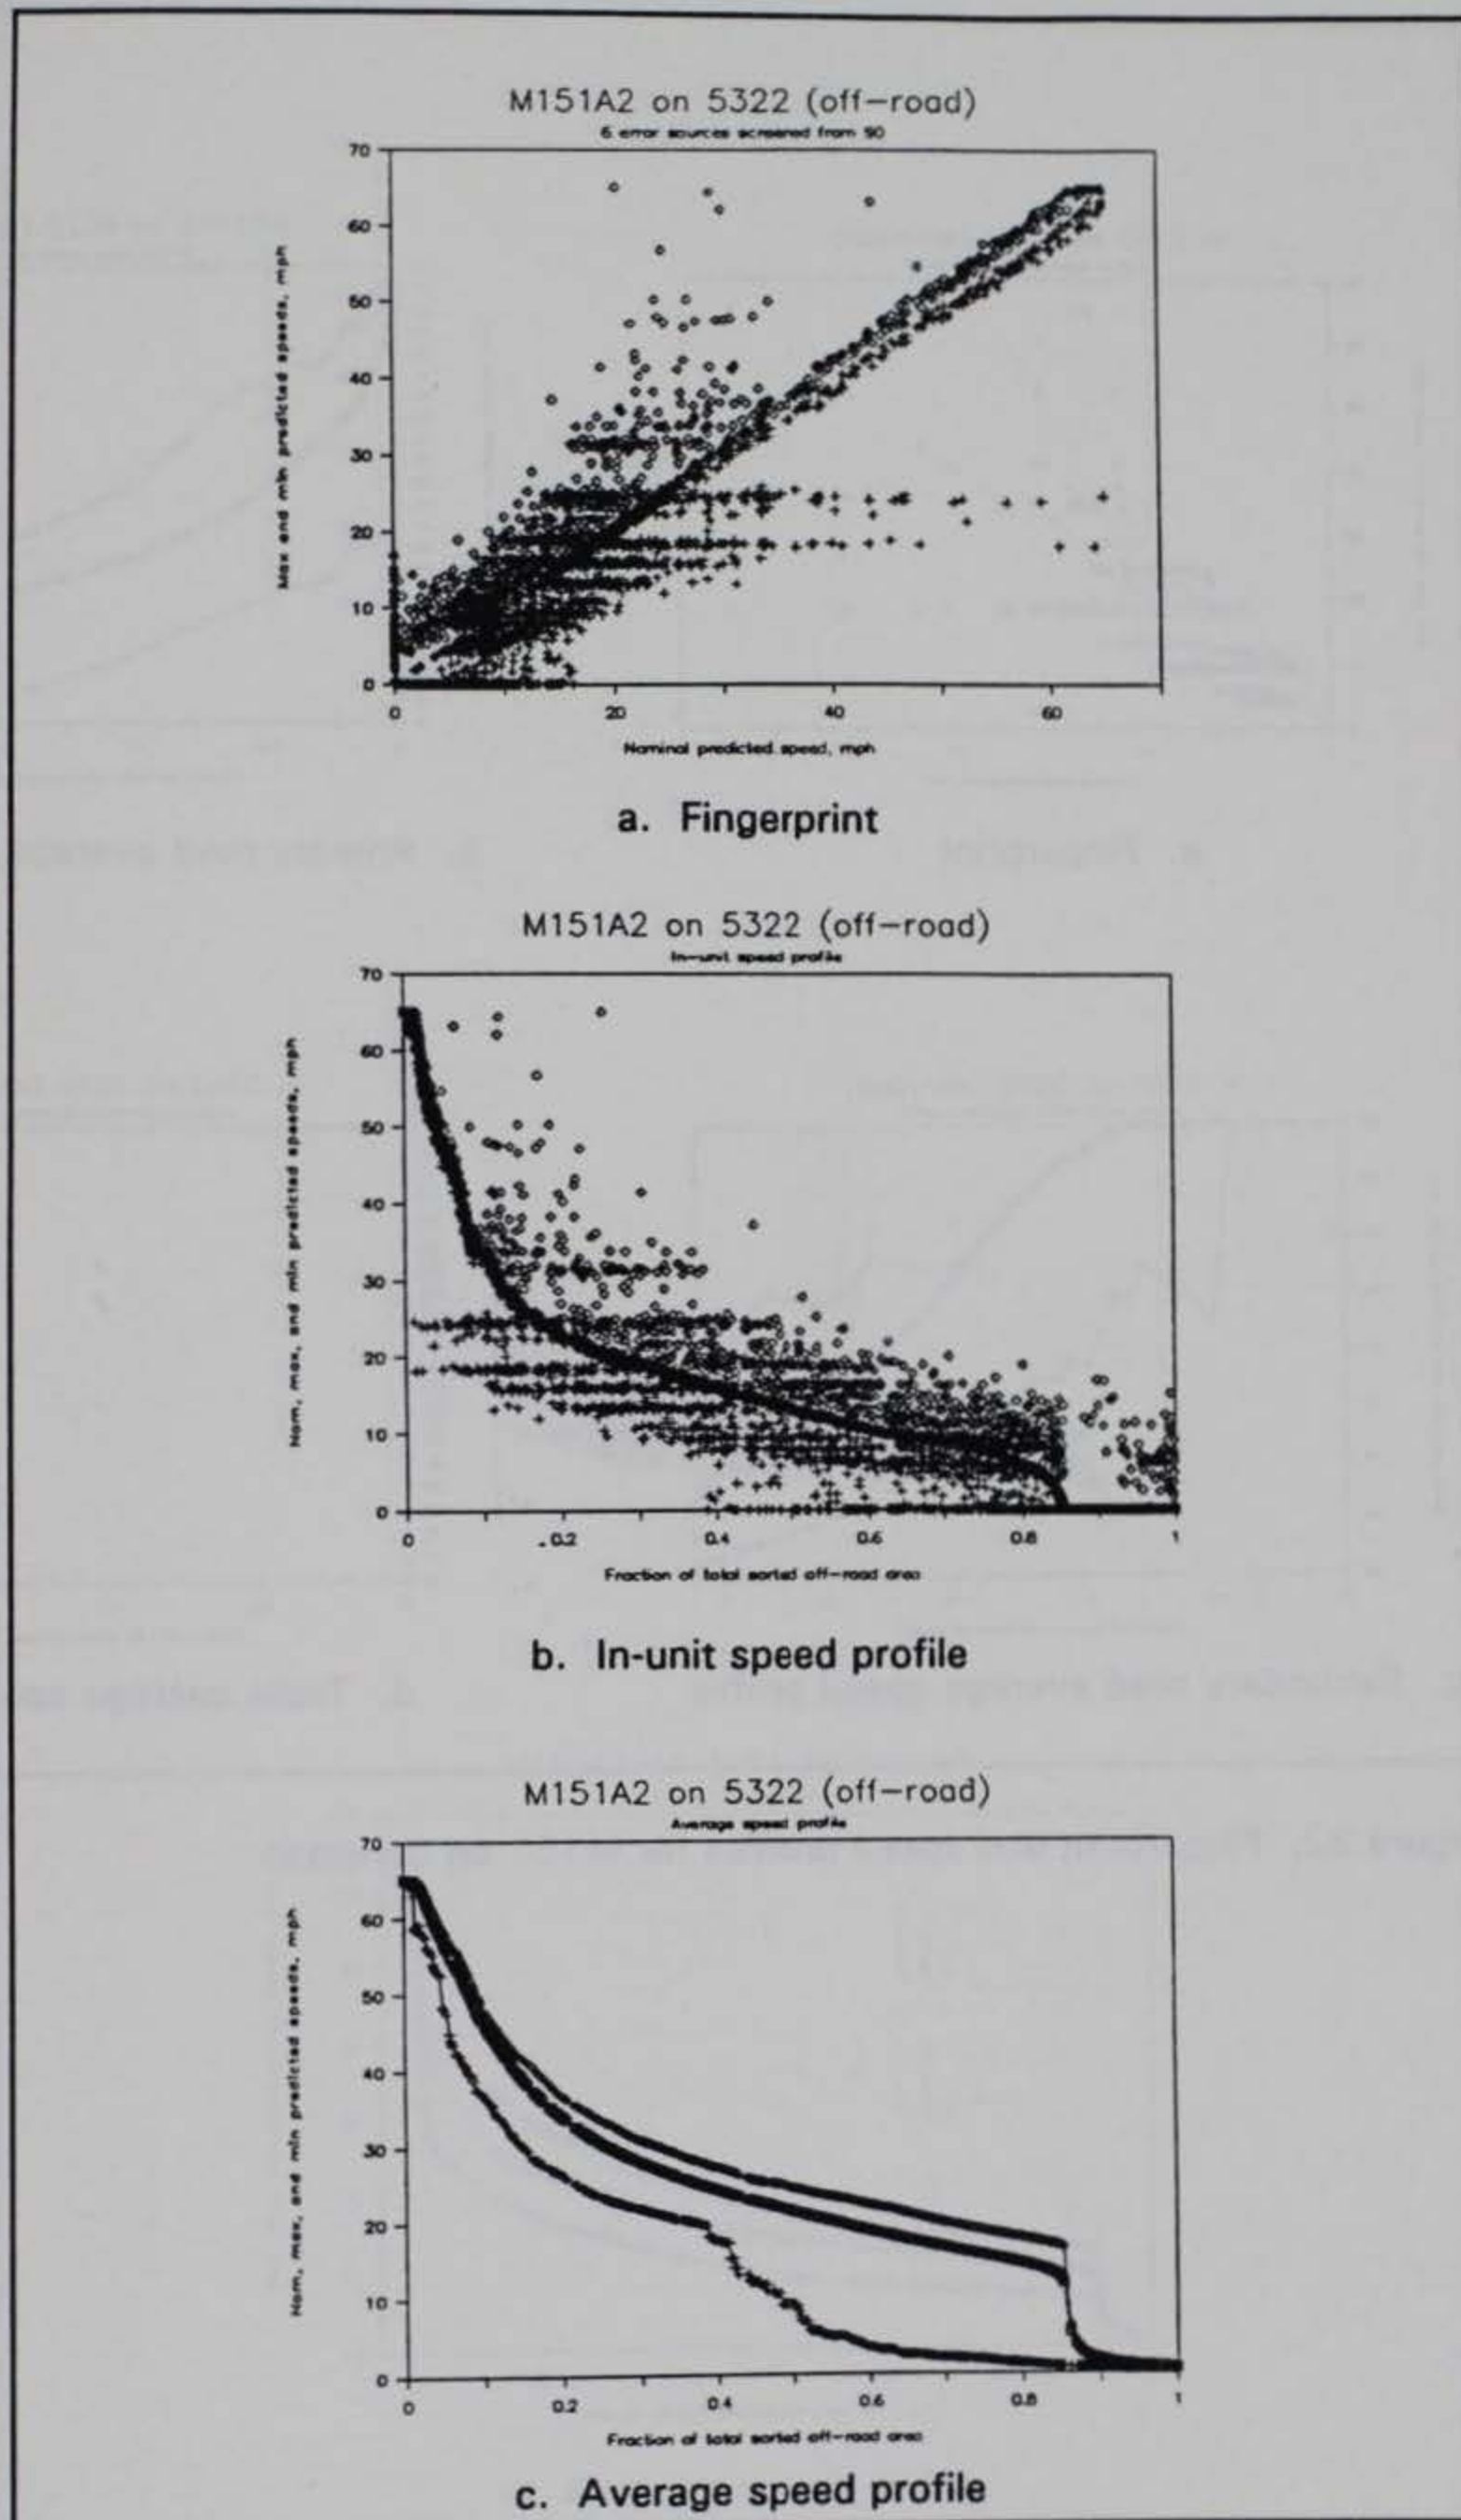 M151A2 on 5322 (off-road)
6 error sources screened from 90
Max and min predicted speeds, mph
70
60
50
40
30
20
10
0
0 20 40 60
Nominal predicted speed, mph
a. Fingerprint
M151A2 on 5322 (off-road)
In-unit speed profile
Nom, max, and min predicted speeds, mph
70
60
50
40
30
20
10
0
0 0.2 0.4 0.6 0.8 1
Fraction of total sorted off-road area
b. In-unit speed profile
M151A2 on 5322 (off-road)
Average speed profile
Nom, max, and min predicted speeds, mph
70
60
50
40
30
20
10
0
0 0.2 0.4 0.6 0.8 1
Fraction of total sorted off-road area
c. Average speed profile